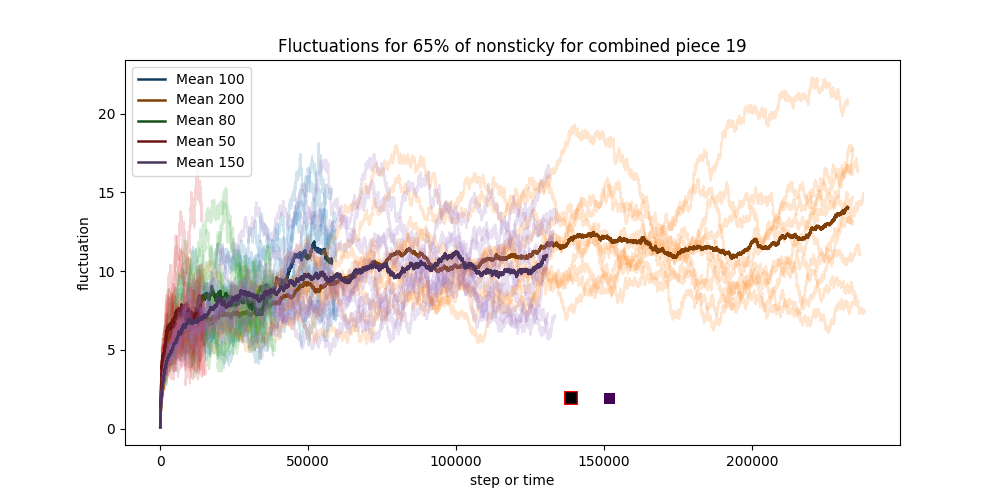 Fluctuations for 65% of nonsticky for combined piece 19
Mean 100
Mean 200
Mean 80
Mean 50
Mean 150
fluctuation
20
15
10
5
0
0 50000 100000 150000 200000
step or time